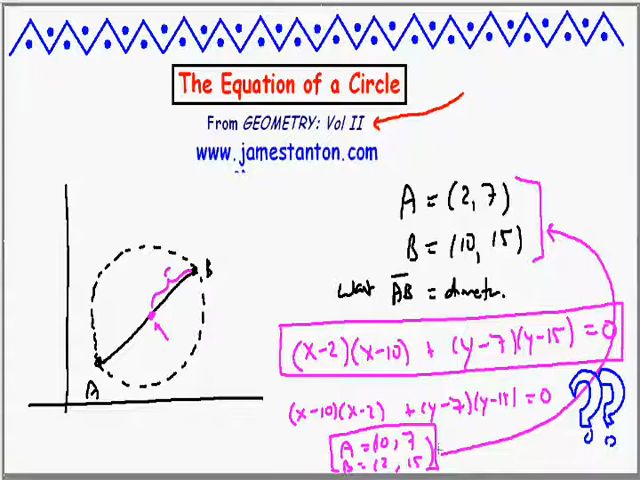 The Equation of a Circle
From GEOMETRY: Vol II
www.jamestanton.com
A = (2, 7)
B = (10, 15)
want AB = diameter.
r
B
A
(x-2)(x-10) + (y-7)(y-15) = 0
(x-10)(x-2) + (y-7)(y-15) = 0
??
A = (10, 7)
B = (2, 15)